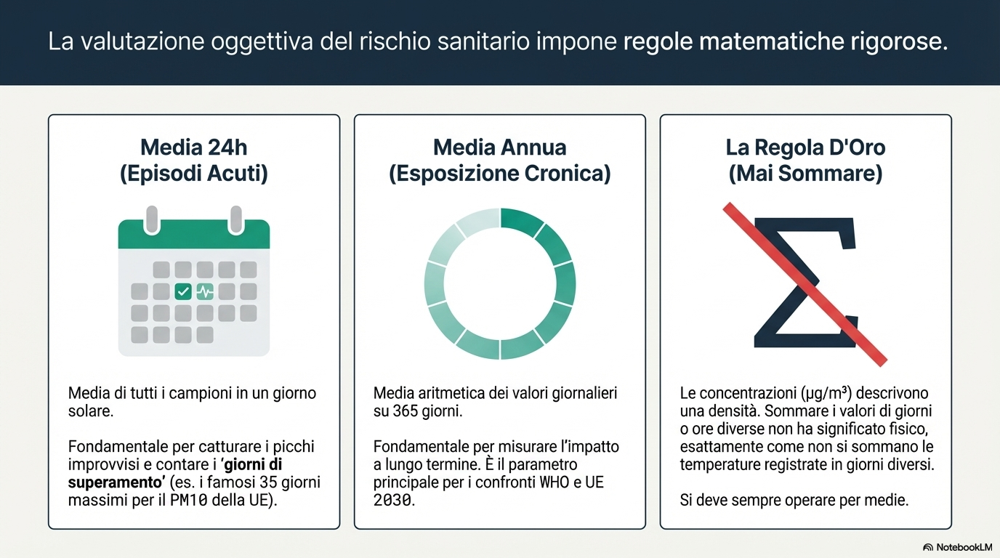 La valutazione oggettiva del rischio sanitario impone regole matematiche rigorose.
Media 24h
(Episodi Acuti)
Media di tutti i campioni in un giorno
solare.
Fondamentale per catturare i picchi
improvvisi e contare i 'giorni di
superamento' (es. i famosi 35 giorni
massimi per il PM10 della UE).
Media Annua
(Esposizione Cronica)
Media aritmetica dei valori giornalieri
su 365 giorni.
Fondamentale per misurare l'impatto
a lungo termine. È il parametro
principale per i confronti WHO e UE
2030.
La Regola D'Oro
(Mai Sommare)
Σ
Le concentrazioni (µg/m³) descrivono
una densità. Sommare i valori di giorni
o ore diverse non ha significato fisico,
esattamente come non si sommano le
temperature registrate in giorni diversi.
Si deve sempre operare per medie.
NotebookLM